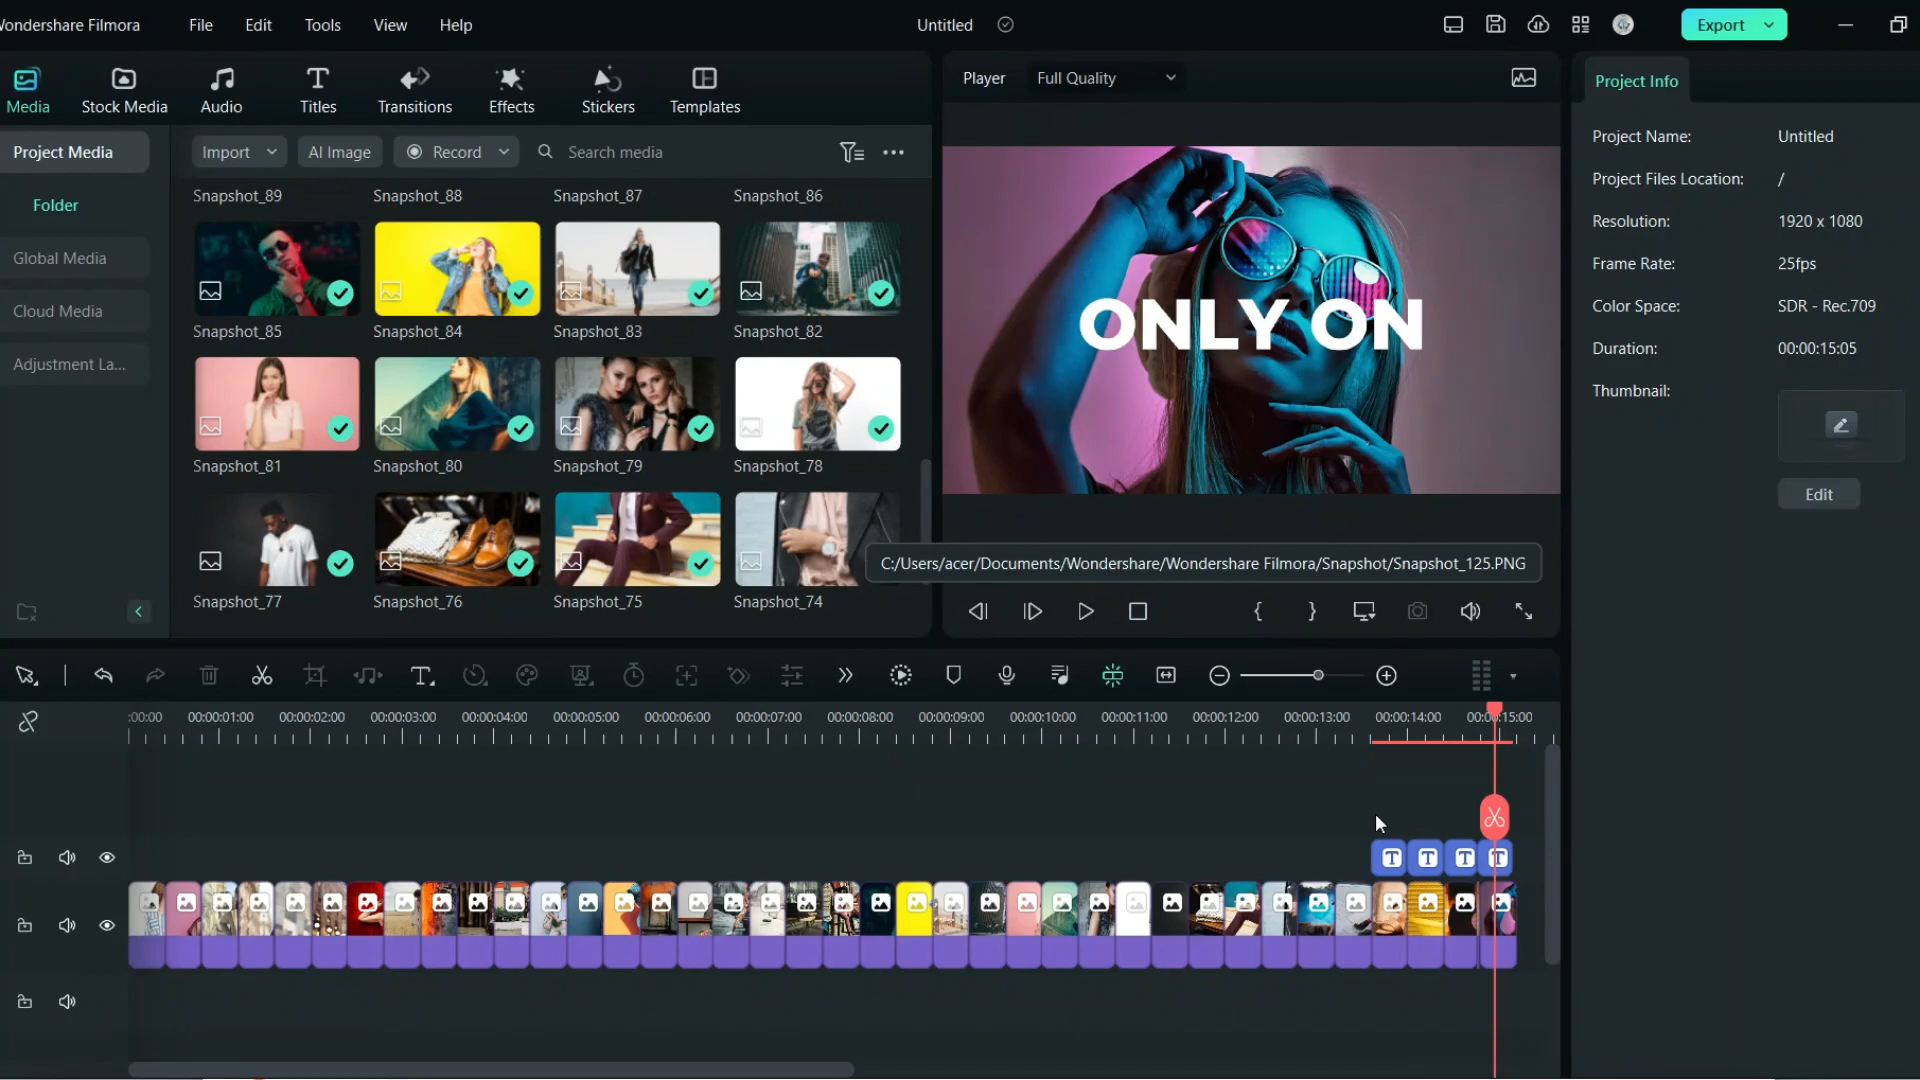 Wondershare Filmora
File
Edit
Tools
View
Help
Untitled
Export
Media
Stock Media
Audio
Titles
Transitions
Effects
Stickers
Templates
Player
Full Quality
Project Info
Project Media
Import
AI Image
Record
Search media
Folder
Global Media
Cloud Media
Adjustment La...
Snapshot_89
Snapshot_88
Snapshot_87
Snapshot_86
Snapshot_85
Snapshot_84
Snapshot_83
Snapshot_82
Snapshot_81
Snapshot_80
Snapshot_79
Snapshot_78
Snapshot_77
Snapshot_76
Snapshot_75
Snapshot_74
ONLY ON
C:/Users/acer/Documents/Wondershare/Wondershare Filmora/Snapshot/Snapshot_125.PNG
Project Name: Untitled
Project Files Location: /
Resolution: 1920 x 1080
Frame Rate: 25fps
Color Space: SDR - Rec.709
Duration: 00:00:15:05
Thumbnail:
Edit
:00:00 00:00:01:00 00:00:02:00 00:00:03:00 00:00:04:00 00:00:05:00 00:00:06:00 00:00:07:00 00:00:08:00 00:00:09:00 00:00:10:00 00:00:11:00 00:00:12:00 00:00:13:00 00:00:14:00 00:00:15:00